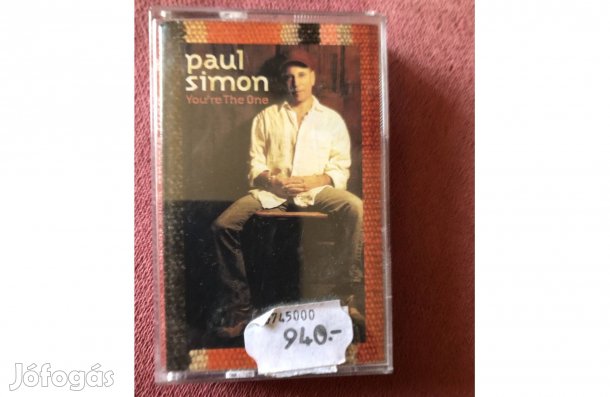 paul
simon
You're The One
745000
940.-
Jófogás